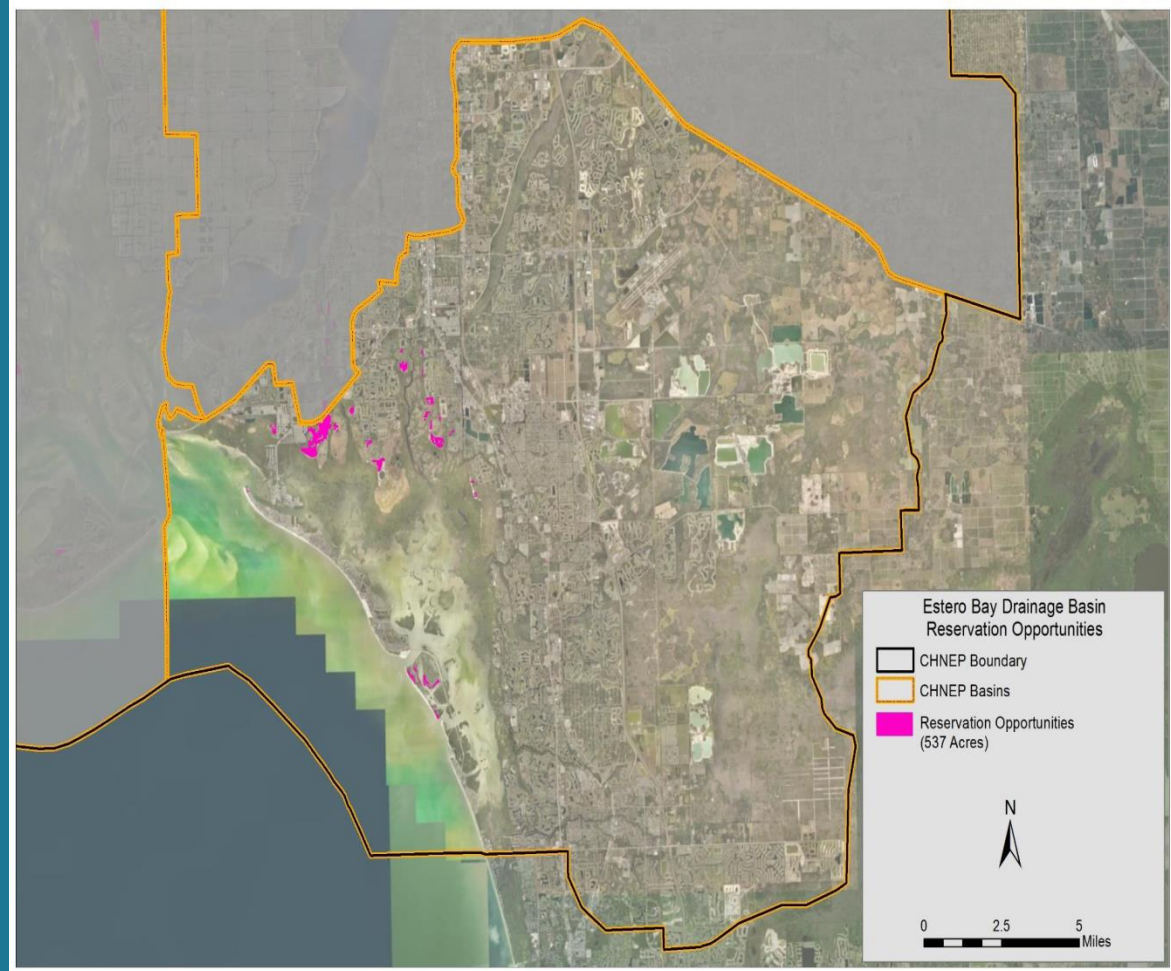 Estero Bay Drainage Basin
Reservation Opportunities
CHNEP Boundary
CHNEP Basins
Reservation Opportunities
(537 Acres)
N
0 2.5 5
Miles